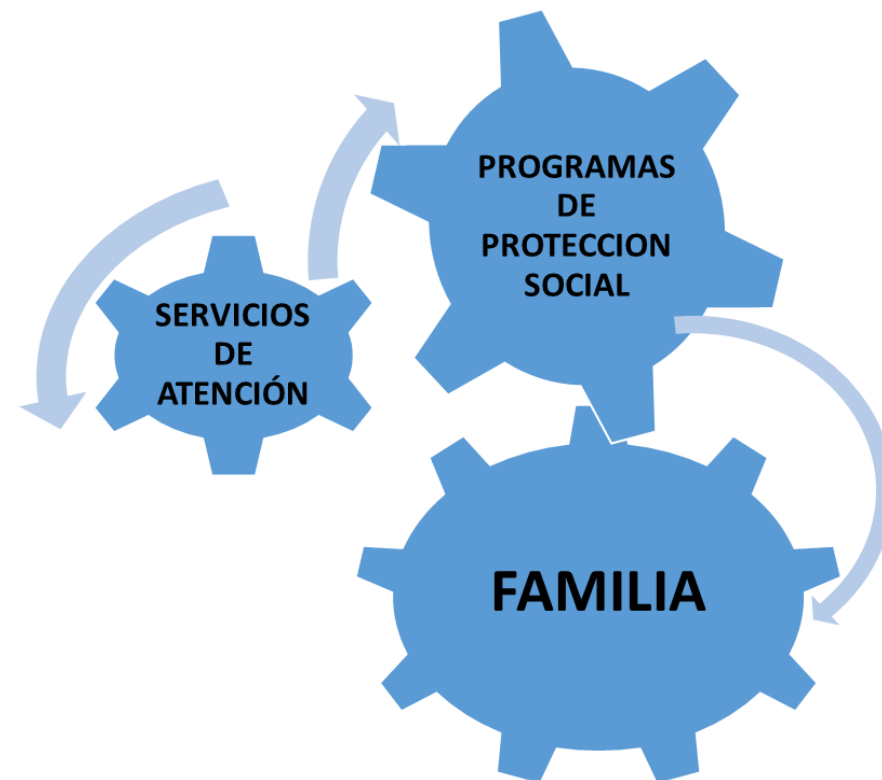 PROGRAMAS
DE
PROTECCION
SOCIAL
SERVICIOS
DE
ATENCIÓN
FAMILIA